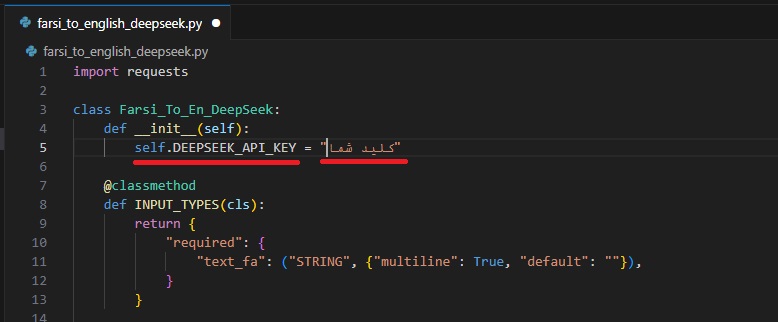 farsi_to_english_deepseek.py
farsi_to_english_deepseek.py
1 import requests
2
3 class Farsi_To_En_DeepSeek:
4 def __init__(self):
5 self.DEEPSEEK_API_KEY = "کلید شما"
6
7 @classmethod
8 def INPUT_TYPES(cls):
9 return {
10 "required": {
11 "text_fa": ("STRING", {"multiline": True, "default": ""}),
12 }
13 }
14